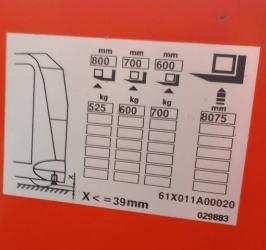 mm mm mm
800 700 600
kg kg kg mm
525 600 700 8075
x
X <= 39mm
61X011A00020
029883